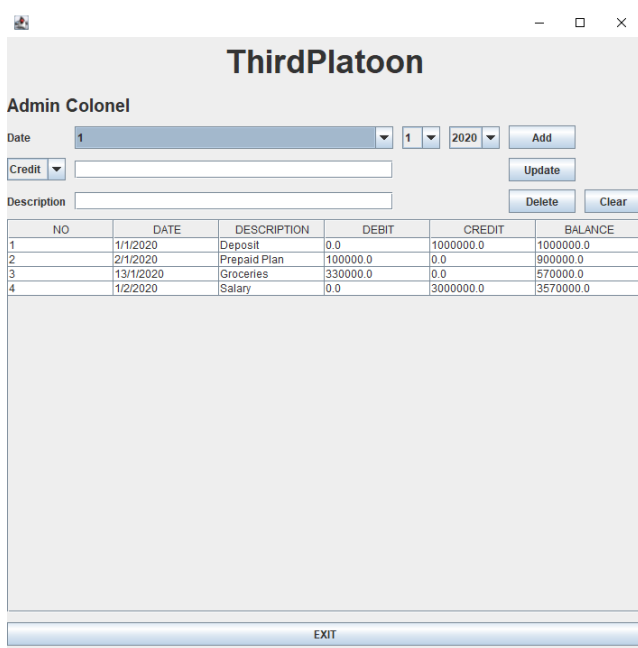 ThirdPlatoon
Admin Colonel
Date 1 1 2020 Add
Credit Update
Description Delete Clear
NO DATE DESCRIPTION DEBIT CREDIT BALANCE
1 1/1/2020 Deposit 0.0 1000000.0 1000000.0
2 2/1/2020 Prepaid Plan 100000.0 0.0 900000.0
3 13/1/2020 Groceries 330000.0 0.0 570000.0
4 1/2/2020 Salary 0.0 3000000.0 3570000.0
EXIT